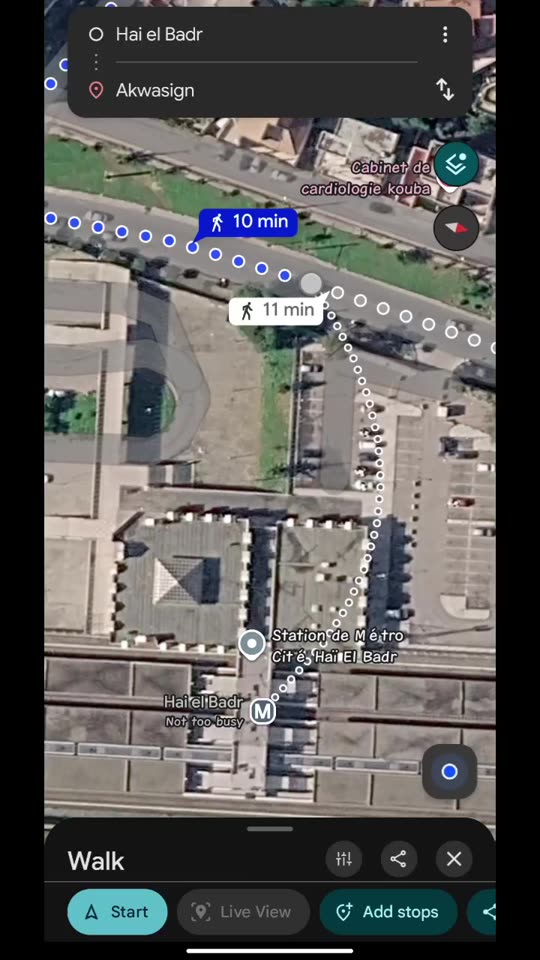 Hai el Badr
Akwasign
Cabinet de
cardiologie kouba
10 min
11 min
Station de Métro
Cité, Haï El Badr
Hai el Badr
Not too busy
M
Walk
Start
Live View
Add stops